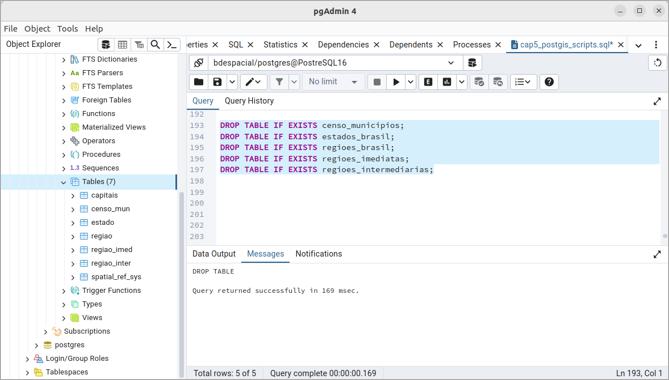 pgAdmin 4
File Object Tools Help
Object Explorer
erties SQL Statistics Dependencies Dependents Processes cap5_postgis_scripts.sql*
bdespacial/postgres@PostreSQL16
No limit
Query Query History
FTS Dictionaries
FTS Parsers
FTS Templates
Foreign Tables
Functions
Materialized Views
Operators
Procedures
1..3 Sequences
Tables (7)
capitais
censo_mun
estado
regiao
regiao_imed
regiao_inter
spatial_ref_sys
Trigger Functions
Types
Views
Subscriptions
postgres
Login/Group Roles
Tablespaces
192
193 DROP TABLE IF EXISTS censo_municipios;
194 DROP TABLE IF EXISTS estados_brasil;
195 DROP TABLE IF EXISTS regioes_brasil;
196 DROP TABLE IF EXISTS regioes_imediatas;
197 DROP TABLE IF EXISTS regioes_intermediarias;
198
199
200
201
202
203
Data Output Messages Notifications
DROP TABLE
Query returned successfully in 169 msec.
Total rows: 5 of 5 Query complete 00:00:00.169 Ln 193, Col 1